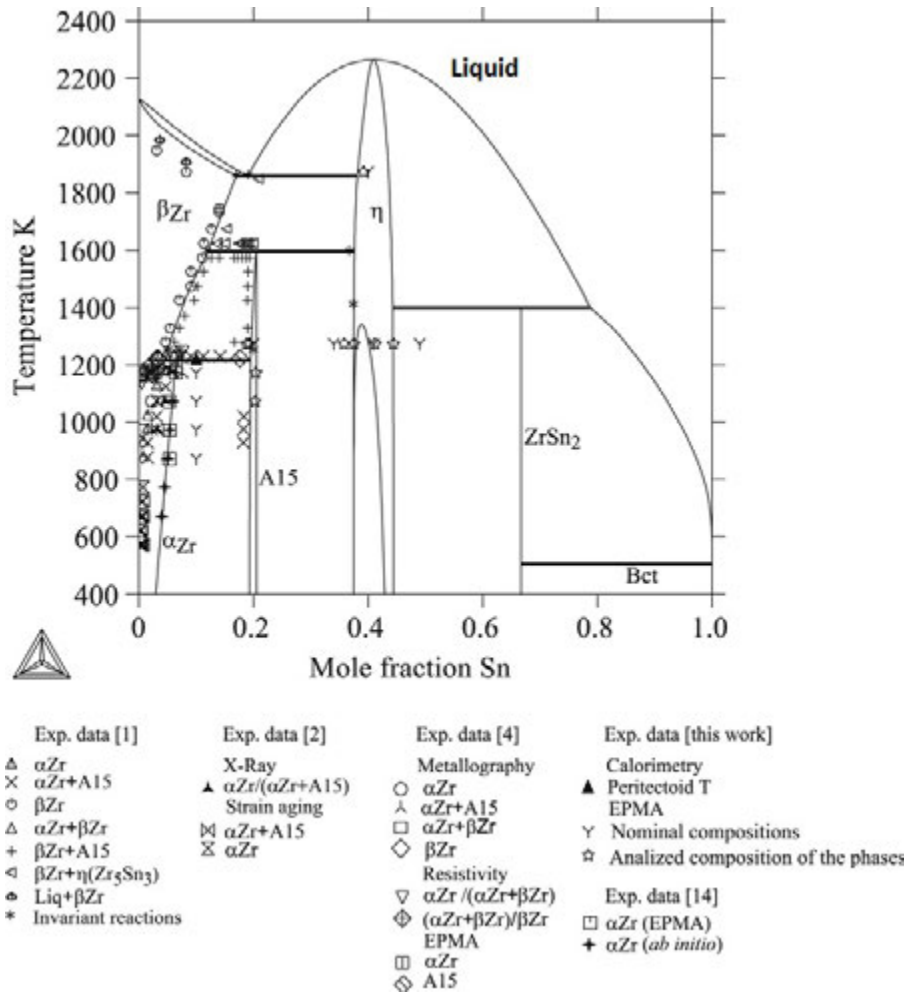 2400
2200
2000
1800
1600
1400
1200
1000
800
600
400
Temperature K
Liquid
βZr
η
ZrSn2
A15
αZr
Bct
0 0.2 0.4 0.6 0.8 1.0
Mole fraction Sn
Exp. data [1]
αZr
αZr+A15
βZr
αZr+βZr
βZr+A15
βZr+η(Zr5Sn3)
Liq+βZr
Invariant reactions
Exp. data [2]
X-Ray
αZr/(αZr+A15)
Strain aging
αZr+A15
αZr
Exp. data [4]
Metallography
αZr
αZr+A15
αZr+βZr
βZr
Resistivity
αZr /(αZr+βZr)
(αZr+βZr)/βZr
EPMA
αZr
A15
Exp. data [this work]
Calorimetry
Peritectoid T
EPMA
Nominal compositions
Analized composition of the phases
Exp. data [14]
αZr (EPMA)
αZr (ab initio)